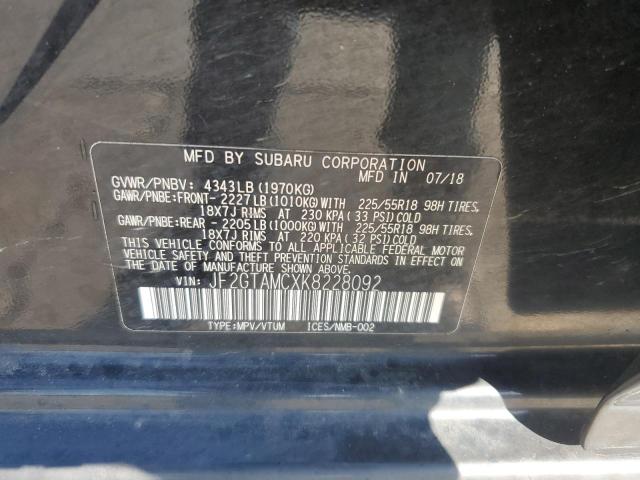 MFD BY SUBARU CORPORATION
MFD IN 07/18
GVWR/PNBV: 4343LB (1970KG)
GAWR/PNBE:FRONT- 2227LB (1010KG) WITH 225/55R18 98H TIRES,
18X7J RIMS AT 230 KPA (33 PSI) COLD
GAWR/PNBE:REAR - 2205LB (1000KG) WITH 225/55R18 98H TIRES,
18X7J RIMS AT 220 KPA (32 PSI) COLD
THIS VEHICLE CONFORMS TO ALL APPLICABLE FEDERAL MOTOR
VEHICLE SAFETY AND THEFT PREVENTION STANDARDS IN EFFECT ON THE
DATE OF MANUFACTURE SHOWN ABOVE.
VIN: JF2GTAMCXK8228092
TYPE:MPV/VTUM ICES/NMB-002